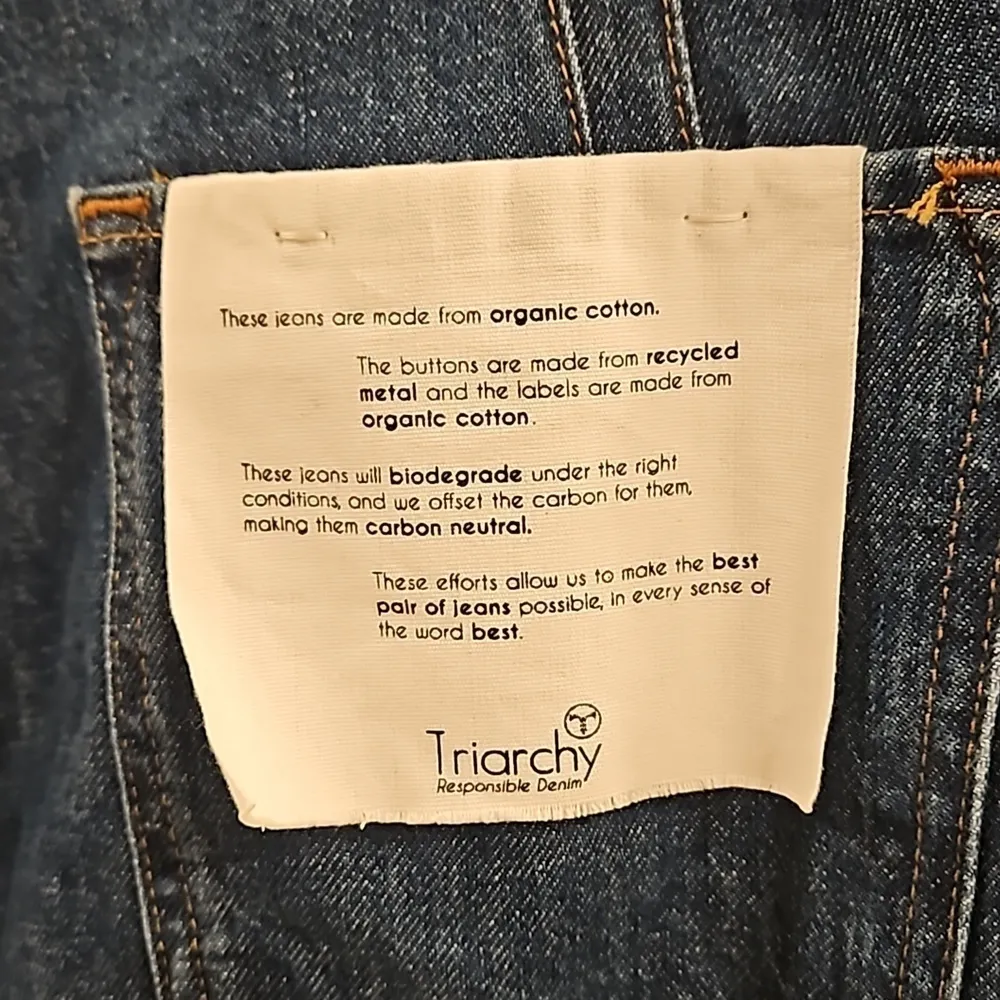 These jeans are made from organic cotton.
The buttons are made from recycled
metal and the labels are made from
organic cotton.
These jeans will biodegrade under the right
conditions, and we offset the carbon for them,
making them carbon neutral.
These efforts allow us to make the best
pair of jeans possible, in every sense of
the word best.
Triarchy
Responsible Denim